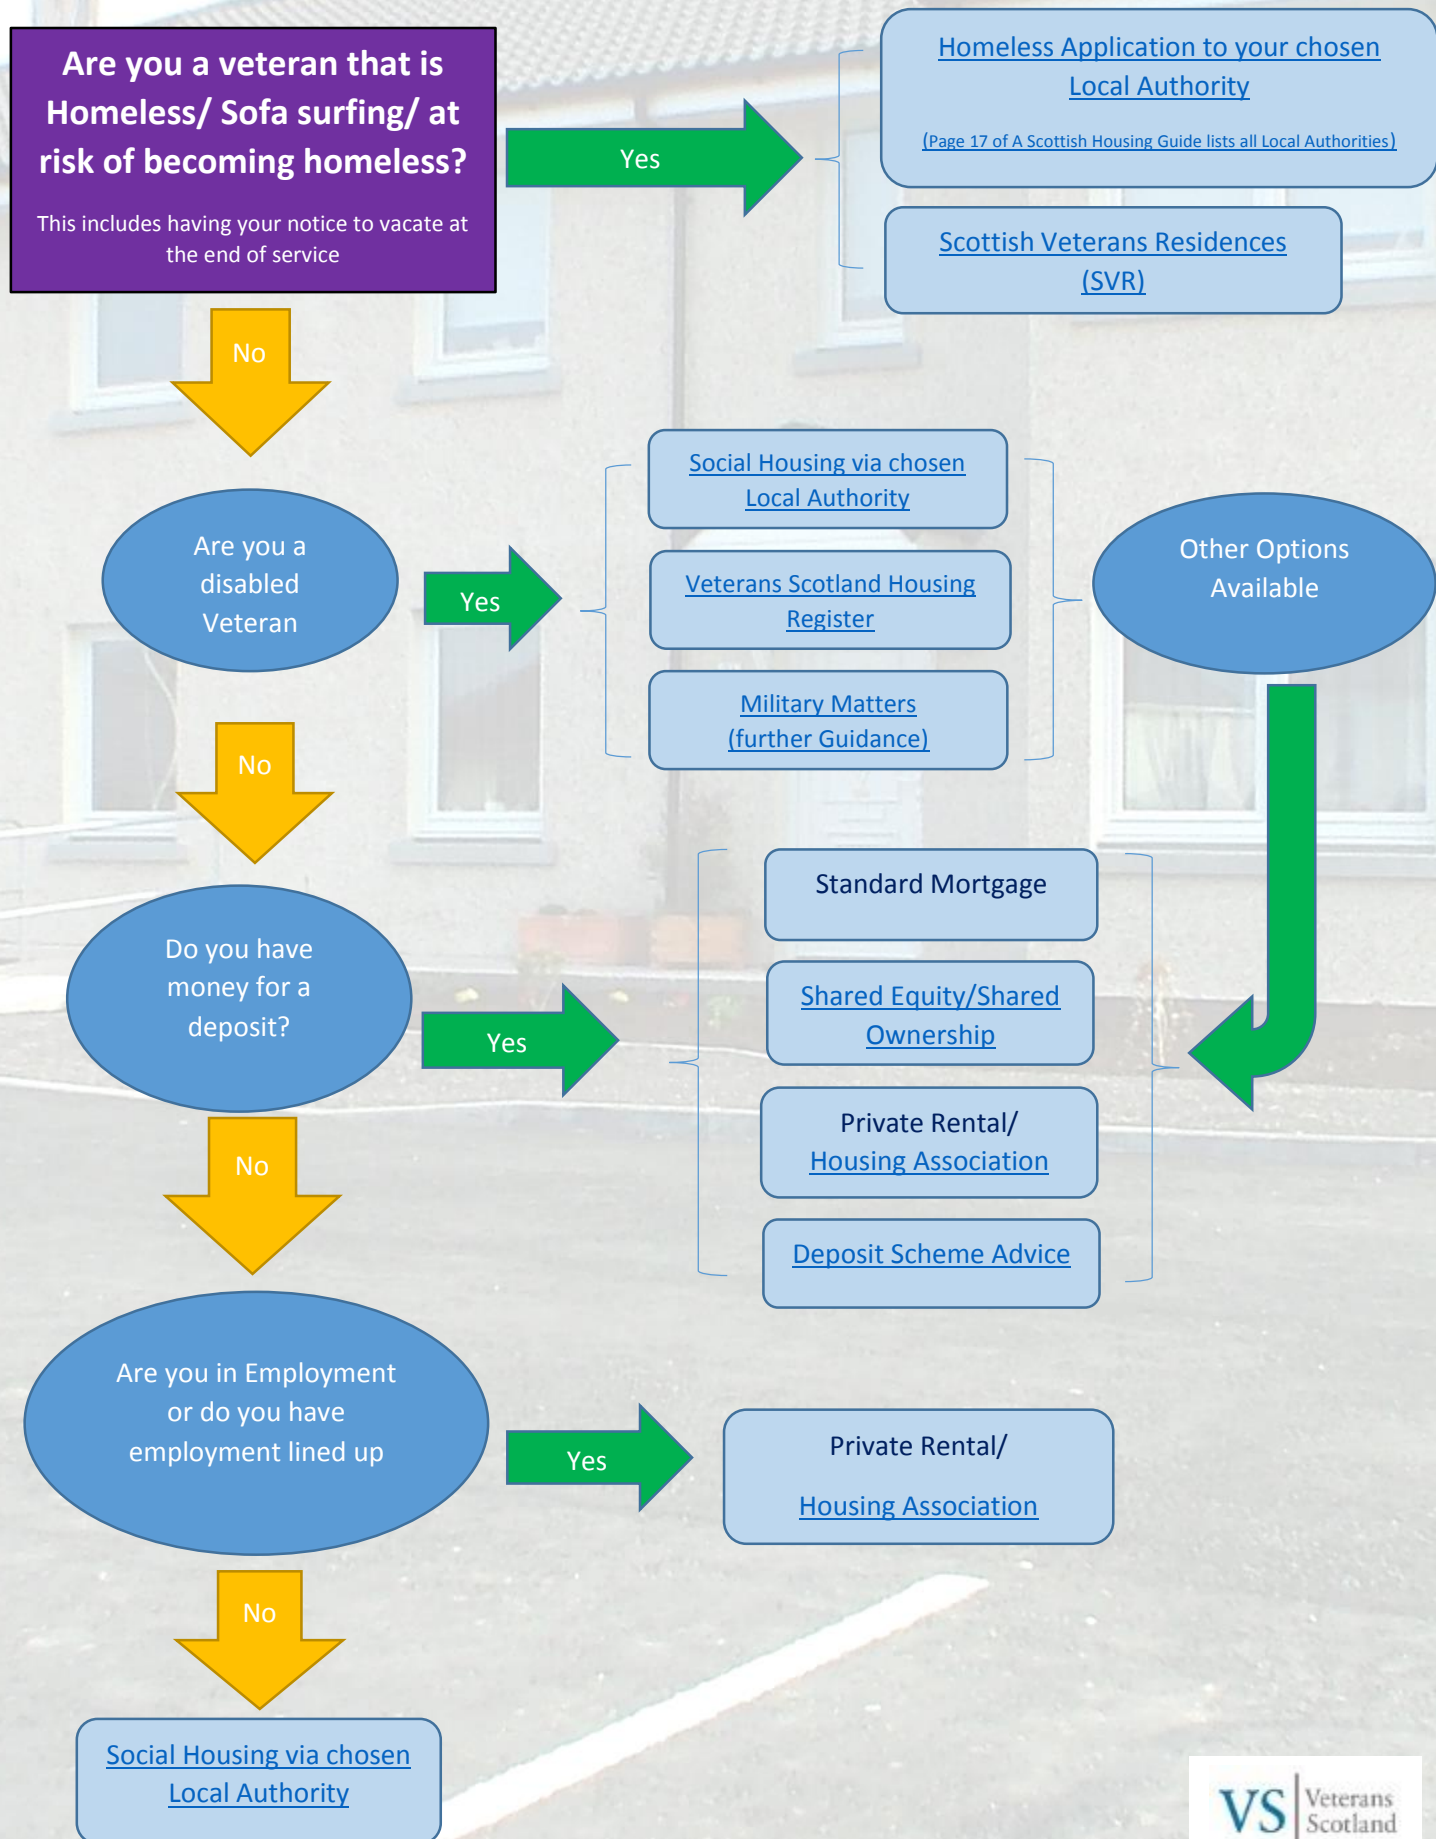 Are you a veteran that is
Homeless/ Sofa surfing/ at
risk of becoming homeless?
This includes having your notice to vacate at
the end of service
Yes
Homeless Application to your chosen
Local Authority
(Page 17 of A Scottish Housing Guide lists all Local Authorities)
Scottish Veterans Residences
(SVR)
No
Are you a
disabled
Veteran
Yes
Social Housing via chosen
Local Authority
Veterans Scotland Housing
Register
Military Matters
(further Guidance)
Other Options
Available
No
Do you have
money for a
deposit?
Yes
Standard Mortgage
Shared Equity/Shared
Ownership
Private Rental/
Housing Association
Deposit Scheme Advice
No
Are you in Employment
or do you have
employment lined up
Yes
Private Rental/
Housing Association
No
Social Housing via chosen
Local Authority
VS Veterans
Scotland